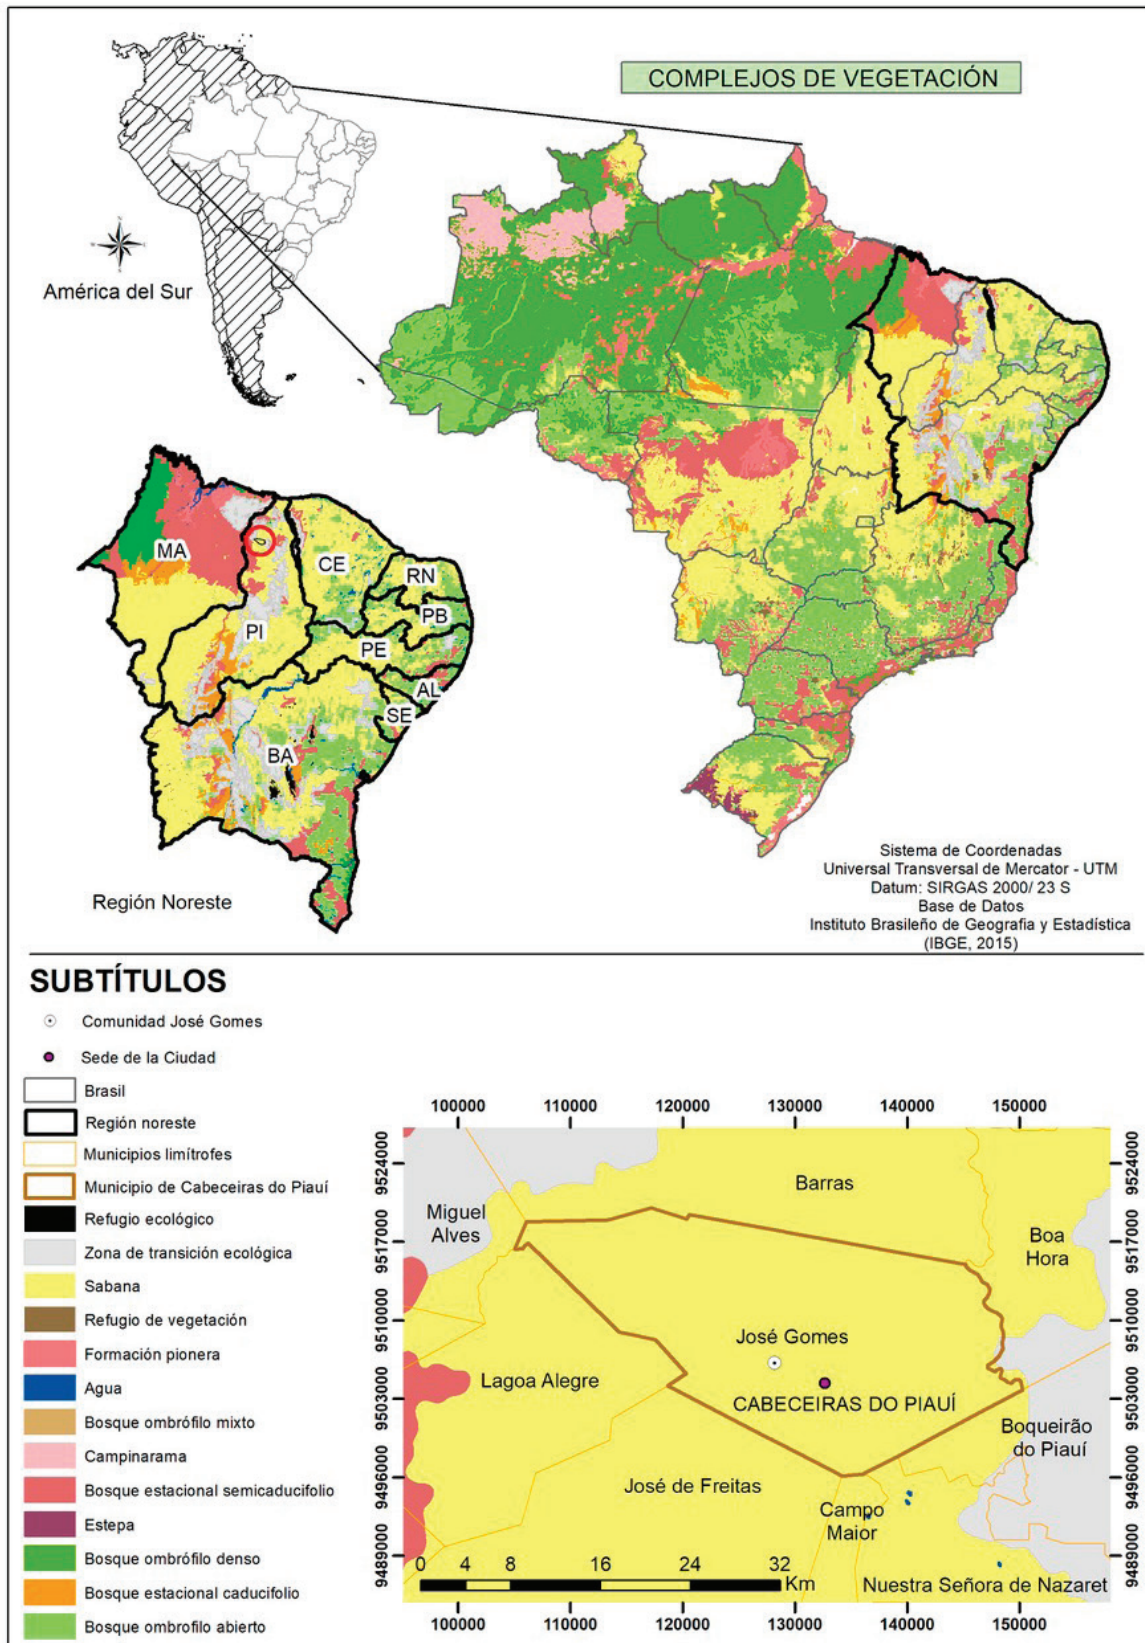 COMPLEJOS DE VEGETACIÓN
N
América del Sur
MA
CE
RN
PB
PI
PE
AL
SE
BA
Región Noreste
Sistema de Coordenadas
Universal Transversal de Mercator - UTM
Datum: SIRGAS 2000/ 23 S
Base de Datos
Instituto Brasileño de Geografia y Estadística
(IBGE, 2015)
SUBTÍTULOS
Comunidad José Gomes
Sede de la Ciudad
Brasil
Región noreste
Municipios limítrofes
Municipio de Cabeceiras do Piauí
Refugio ecológico
Zona de transición ecológica
Sabana
Refugio de vegetación
Formación pionera
Agua
Bosque ombrófilo mixto
Campinarama
Bosque estacional semicaducifolio
Estepa
Bosque ombrófilo denso
Bosque estacional caducifolio
Bosque ombrofilo abierto
100000 110000 120000 130000 140000 150000
9524000 9517000 9510000 9503000 9496000 9489000
Barras
Miguel
Alves
Boa
Hora
José Gomes
Lagoa Alegre
CABECEIRAS DO PIAUÍ
Boqueirão
do Piauí
José de Freitas
Campo
Maior
0 4 8 16 24 32
Km
Nuestra Señora de Nazaret
9524000 9517000 9510000 9503000 9496000 9489000
100000 110000 120000 130000 140000 150000